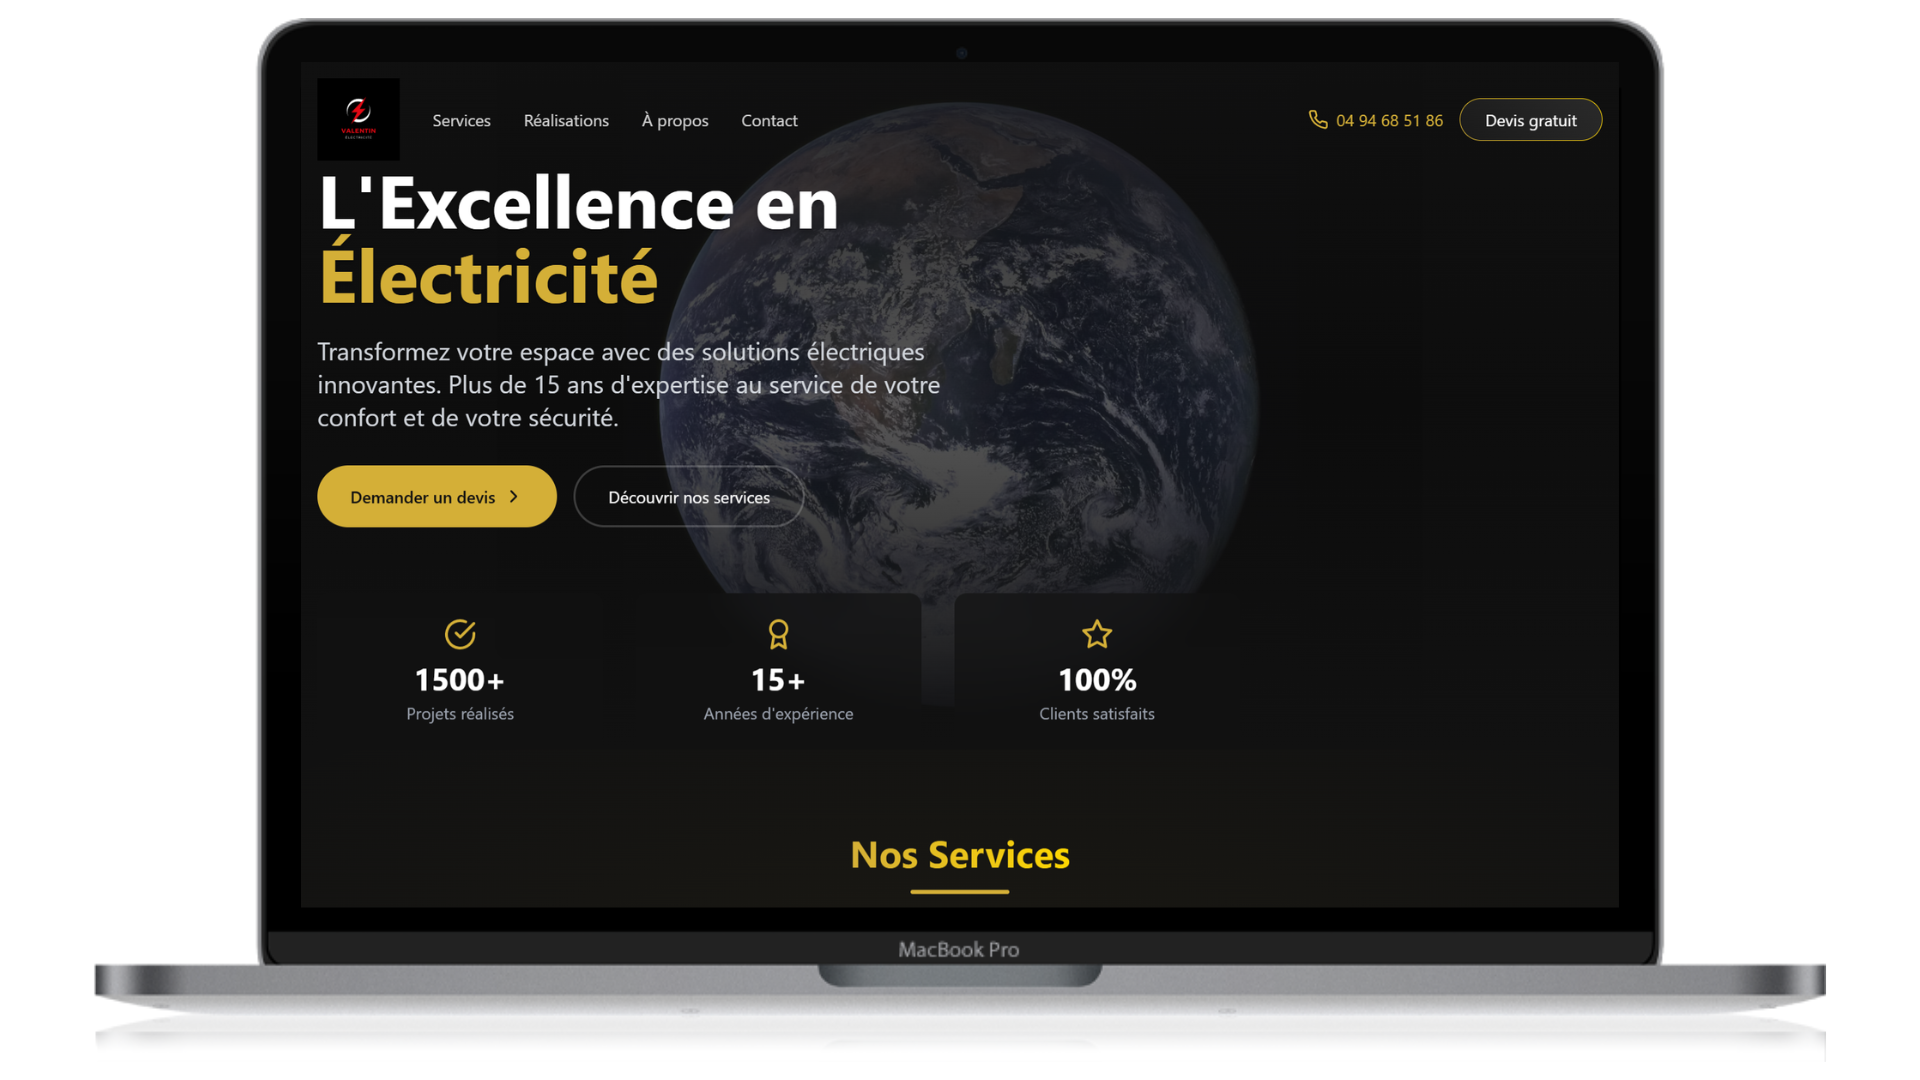 VALENTIN
ÉLECTRICITÉ
Services
Réalisations
À propos
Contact
04 94 68 51 86
Devis gratuit
L'Excellence en
Électricité
Transformez votre espace avec des solutions électriques
innovantes. Plus de 15 ans d'expertise au service de votre
confort et de votre sécurité.
Demander un devis
Découvrir nos services
1500+
Projets réalisés
15+
Années d'expérience
100%
Clients satisfaits
Nos Services
MacBook Pro